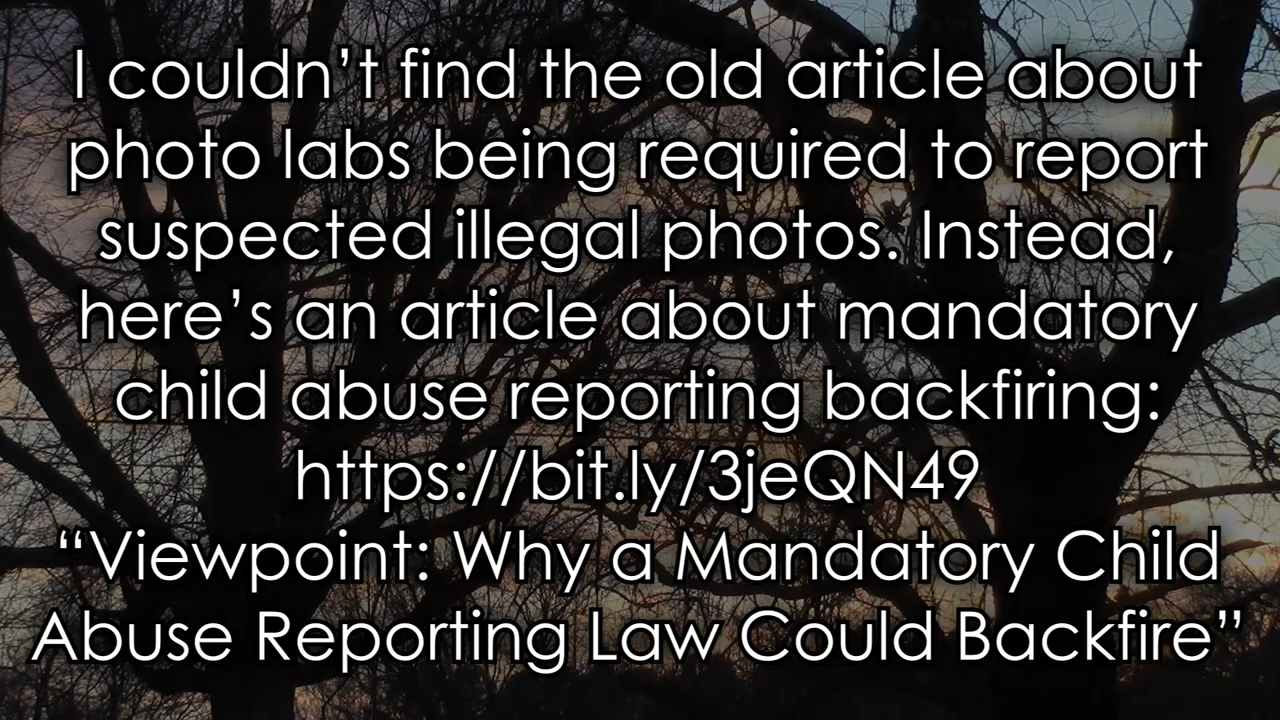 I couldn’t find the old article about
photo labs being required to report
suspected illegal photos. Instead,
here’s an article about mandatory
child abuse reporting backfiring:
https://bit.ly/3jeQN49
“Viewpoint: Why a Mandatory Child
Abuse Reporting Law Could Backfire”